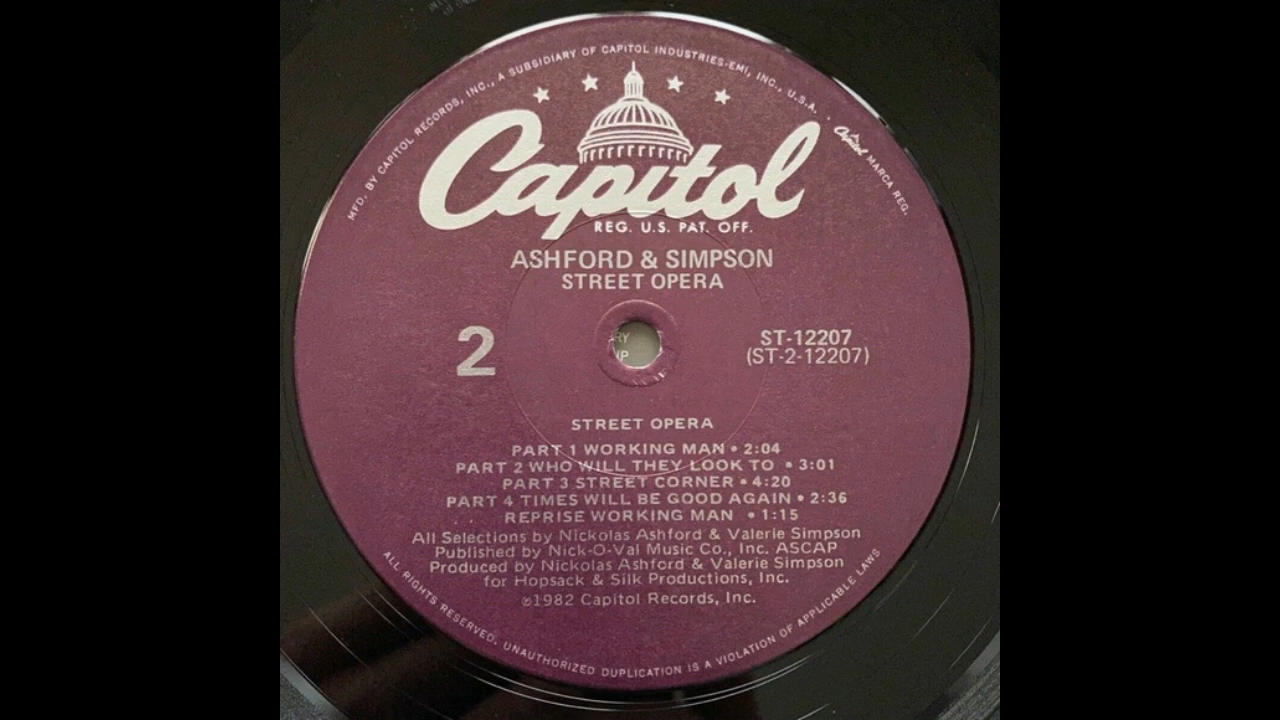 MFD. BY CAPITOL RECORDS, INC., A SUBSIDIARY OF CAPITOL INDUSTRIES-EMI, INC., U.S.A. . Capitol MARCA REG.
Capitol
REG. U.S. PAT. OFF.
ASHFORD & SIMPSON
STREET OPERA
2
ST-12207
(ST-2-12207)
STREET OPERA
PART 1 WORKING MAN • 2:04
PART 2 WHO WILL THEY LOOK TO • 3:01
PART 3 STREET CORNER • 4:20
PART 4 TIMES WILL BE GOOD AGAIN • 2:36
REPRISE WORKING MAN • 1:15
All Selections by Nickolas Ashford & Valerie Simpson
Published by Nick-O-Val Music Co., Inc. ASCAP
Produced by Nickolas Ashford & Valerie Simpson
for Hopsack & Silk Productions, Inc.
℗1982 Capitol Records, Inc.
ALL RIGHTS RESERVED. UNAUTHORIZED DUPLICATION IS A VIOLATION OF APPLICABLE LAWS